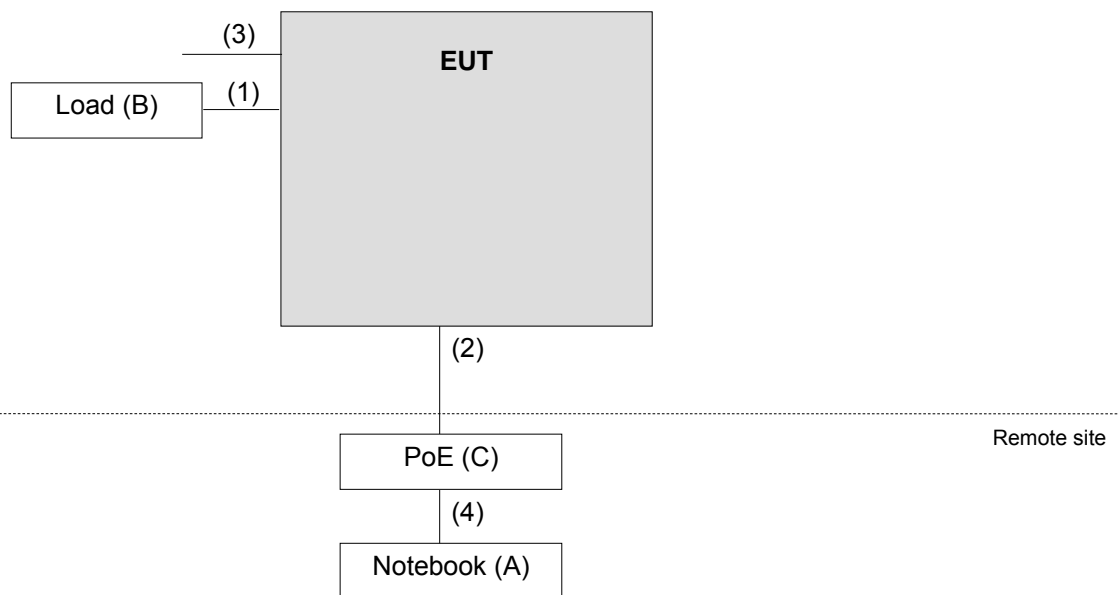 (3)
EUT
Load (B)
(1)
(2)
Remote site
PoE (C)
(4)
Notebook (A)